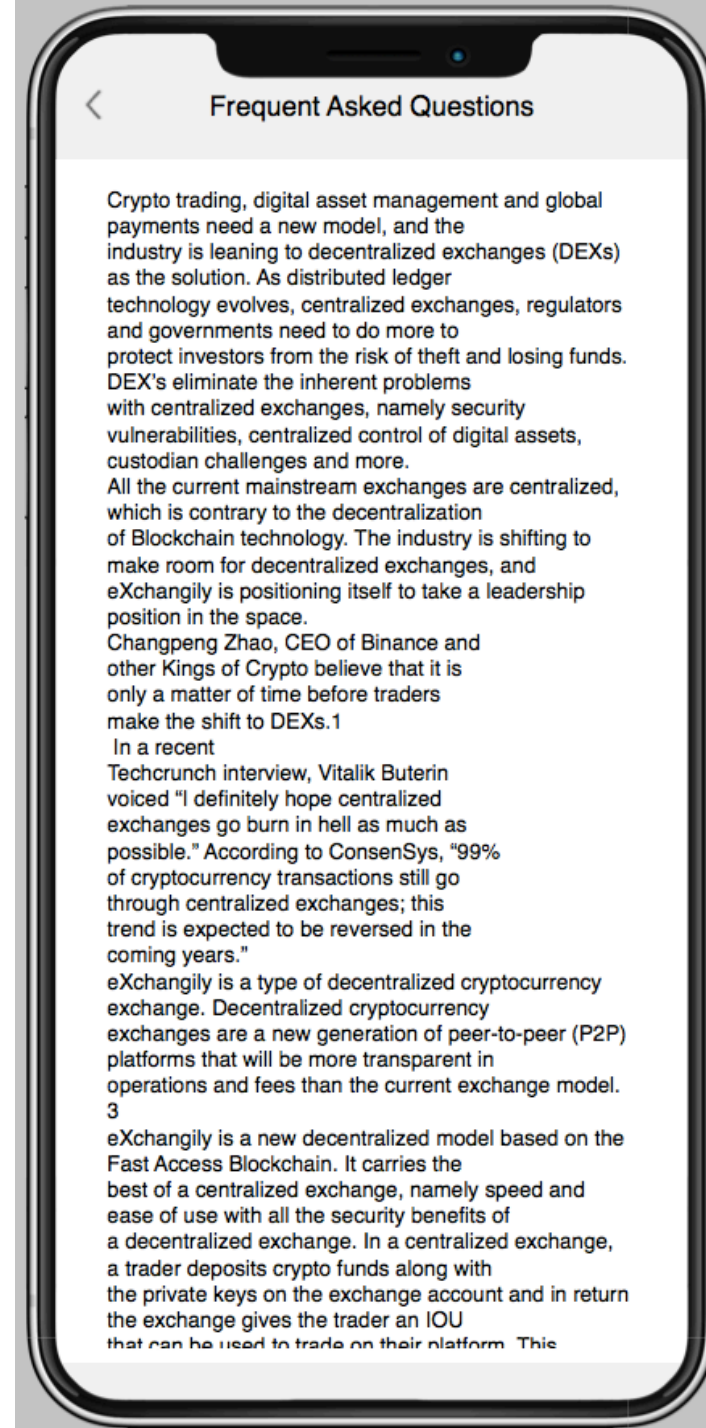 Frequent Asked Questions
Crypto trading, digital asset management and global
payments need a new model, and the
industry is leaning to decentralized exchanges (DEXs)
as the solution. As distributed ledger
technology evolves, centralized exchanges, regulators
and governments need to do more to
protect investors from the risk of theft and losing funds.
DEX's eliminate the inherent problems
with centralized exchanges, namely security
vulnerabilities, centralized control of digital assets,
custodian challenges and more.
All the current mainstream exchanges are centralized,
which is contrary to the decentralization
of Blockchain technology. The industry is shifting to
make room for decentralized exchanges, and
eXchangily is positioning itself to take a leadership
position in the space.
Changpeng Zhao, CEO of Binance and
other Kings of Crypto believe that it is
only a matter of time before traders
make the shift to DEXs.1
In a recent
Techcrunch interview, Vitalik Buterin
voiced “I definitely hope centralized
exchanges go burn in hell as much as
possible.” According to ConsenSys, “99%
of cryptocurrency transactions still go
through centralized exchanges; this
trend is expected to be reversed in the
coming years.”
eXchangily is a type of decentralized cryptocurrency
exchange. Decentralized cryptocurrency
exchanges are a new generation of peer-to-peer (P2P)
platforms that will be more transparent in
operations and fees than the current exchange model.
3
eXchangily is a new decentralized model based on the
Fast Access Blockchain. It carries the
best of a centralized exchange, namely speed and
ease of use with all the security benefits of
a decentralized exchange. In a centralized exchange,
a trader deposits crypto funds along with
the private keys on the exchange account and in return
the exchange gives the trader an IOU
that can be used to trade on their platform. This